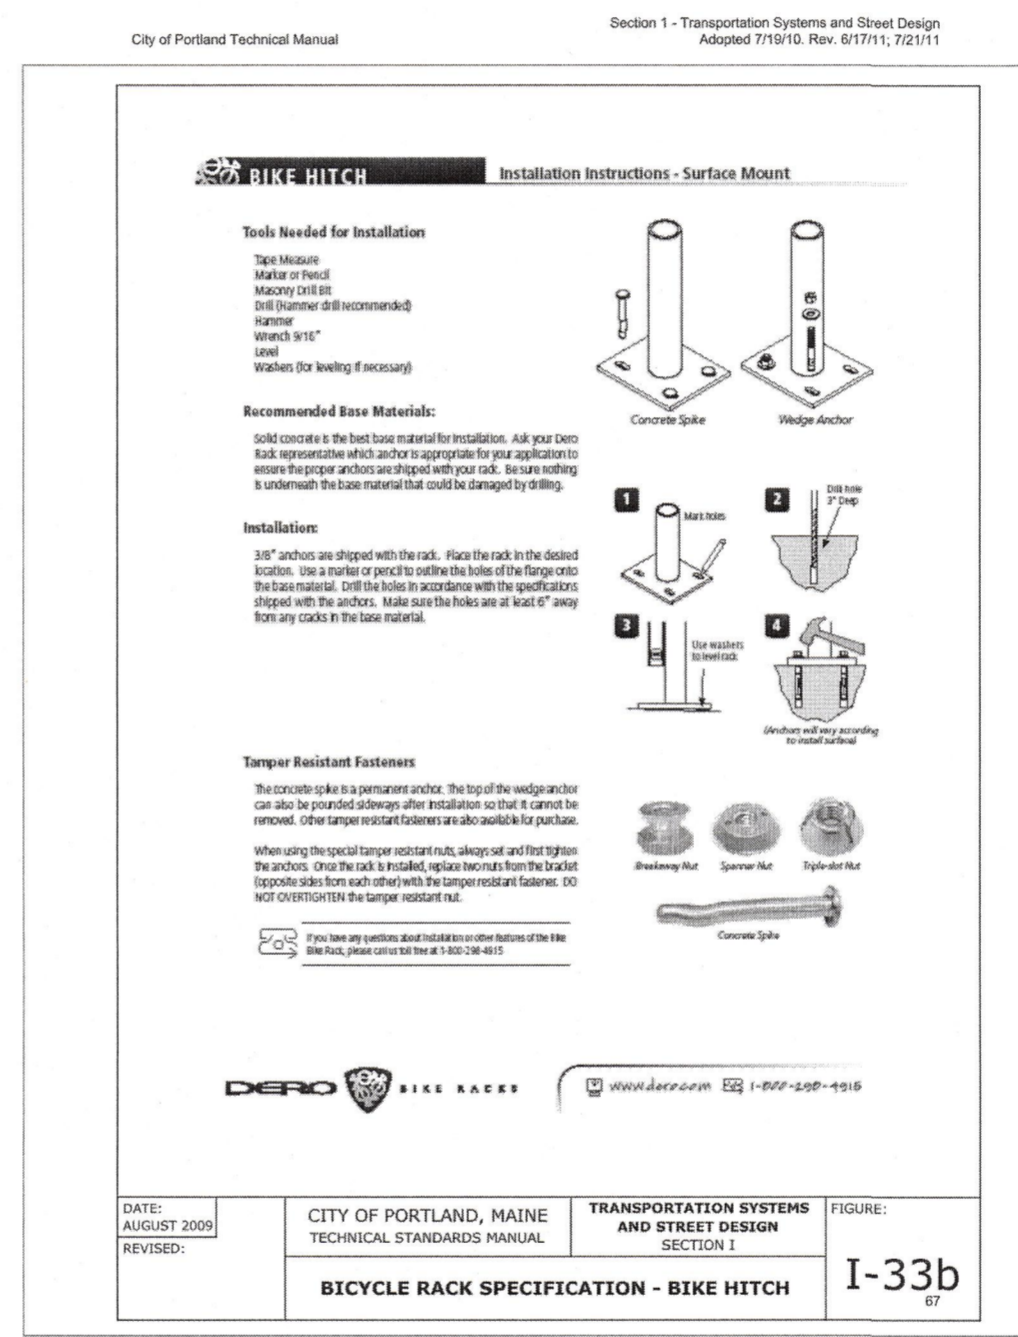 City of Portland Technical Manual
Section 1 - Transportation Systems and Street Design
Adopted 7/19/10. Rev. 6/17/11; 7/21/11
BIKE HITCH
Installation Instructions - Surface Mount
Tools Needed for Installation
Tape Measure
Marker or Pencil
Masonry Drill Bit
Drill (Hammer drill recommended)
Hammer
Wrench 9/16"
Level
Washers (for leveling if necessary)
Concrete Spike
Wedge Anchor
Recommended Base Materials:
Solid concrete is the best base material for installation. Ask your Dero
Rack representative which anchor is appropriate for your application to
ensure the proper anchors are shipped with your rack. Be sure nothing
is underneath the base material that could be damaged by drilling.
Installation:
3/8" anchors are shipped with the rack. Place the rack in the desired
location. Use a marker or pencil to outline the holes of the flange onto
the base material. Drill the holes in accordance with the specifications
shipped with the anchors. Make sure the holes are at least 6" away
from any cracks in the base material.
1
Mark holes
2
Drill hole
3" Deep
3
Use washers
to level rack
4
(Anchors will vary according
to install surface)
Tamper Resistant Fasteners
The concrete spike is a permanent anchor. The top of the wedge anchor
can also be pounded sideways after installation so that it cannot be
removed. Other tamper resistant fasteners are also available for purchase.
When using the special tamper resistant nuts, always set and first tighten
the anchors. Once the rack is installed, replace two nuts from the bracket
(opposite sides from each other) with the tamper resistant fastener. DO
NOT OVERTIGHTEN the tamper resistant nut.
Breakaway Nut
Spanner Nut
Triple-slot Nut
Concrete Spike
If you have any questions about installation or other features of the Bike
Bike Rack, please call us toll free at 1-800-298-4915
DERO
BIKE RACKS
www.dero.com
1-800-298-4915
DATE:
AUGUST 2009
REVISED:
CITY OF PORTLAND, MAINE
TECHNICAL STANDARDS MANUAL
TRANSPORTATION SYSTEMS
AND STREET DESIGN
SECTION I
BICYCLE RACK SPECIFICATION - BIKE HITCH
FIGURE:
I-33b
67